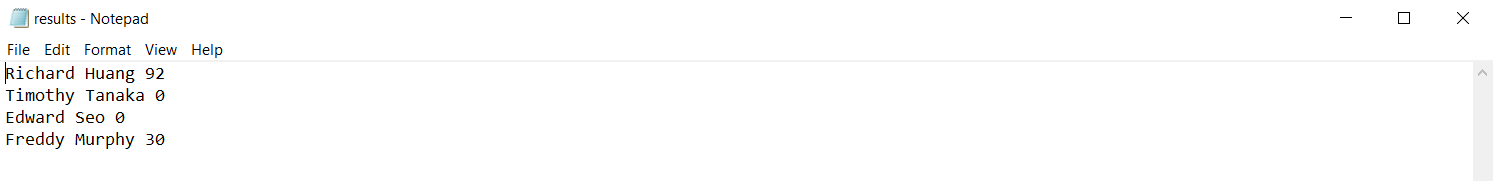 results - Notepad
File Edit Format View Help
Richard Huang 92
Timothy Tanaka 0
Edward Seo 0
Freddy Murphy 30